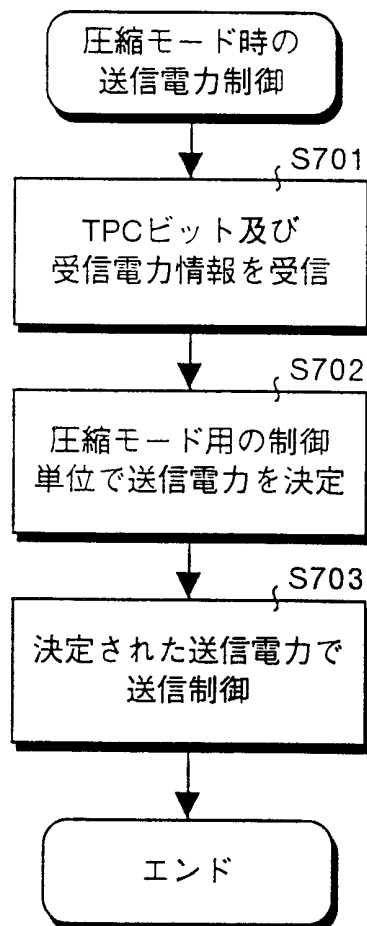 圧縮モード時の
送信電力制御
S701
TPCビット及び
受信電力情報を受信
S702
圧縮モード用の制御
単位で送信電力を決定
S703
決定された送信電力で
送信制御
エンド